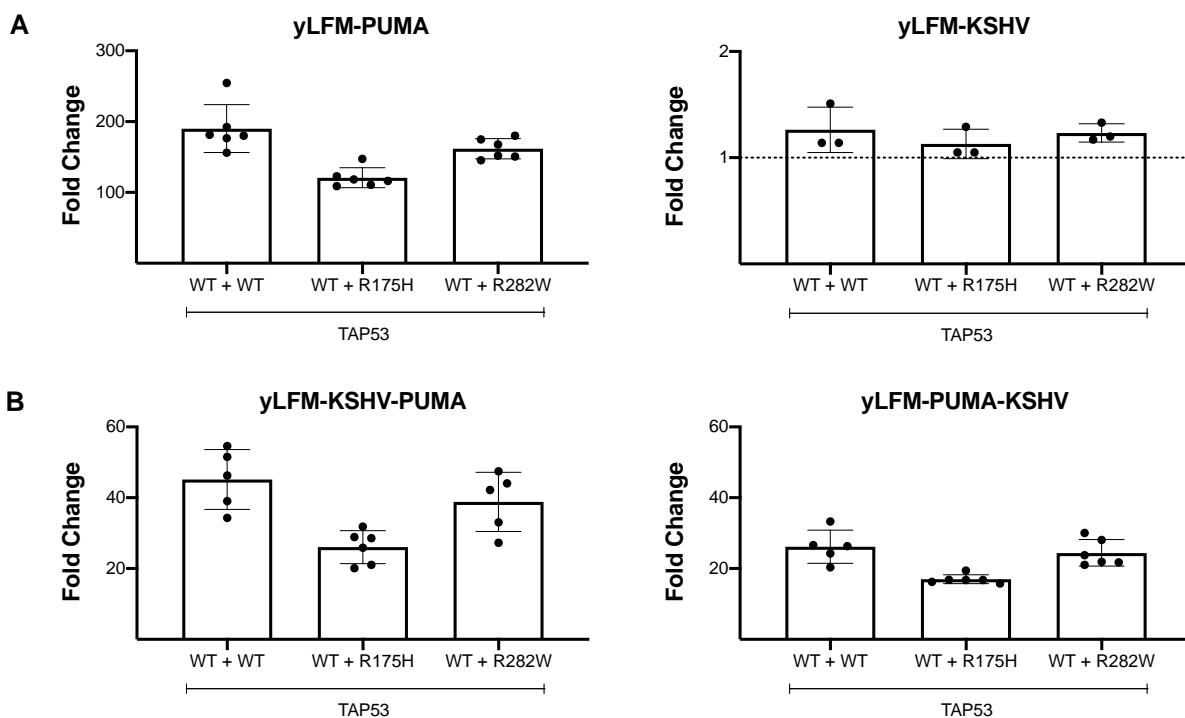 A
yLFM-PUMA
Fold Change
300
200
100
WT + WT WT + R175H WT + R282W
TAP53
yLFM-KSHV
Fold Change
2
1
WT + WT WT + R175H WT + R282W
TAP53
B
yLFM-KSHV-PUMA
Fold Change
60
40
20
WT + WT WT + R175H WT + R282W
TAP53
yLFM-PUMA-KSHV
Fold Change
60
40
20
WT + WT WT + R175H WT + R282W
TAP53